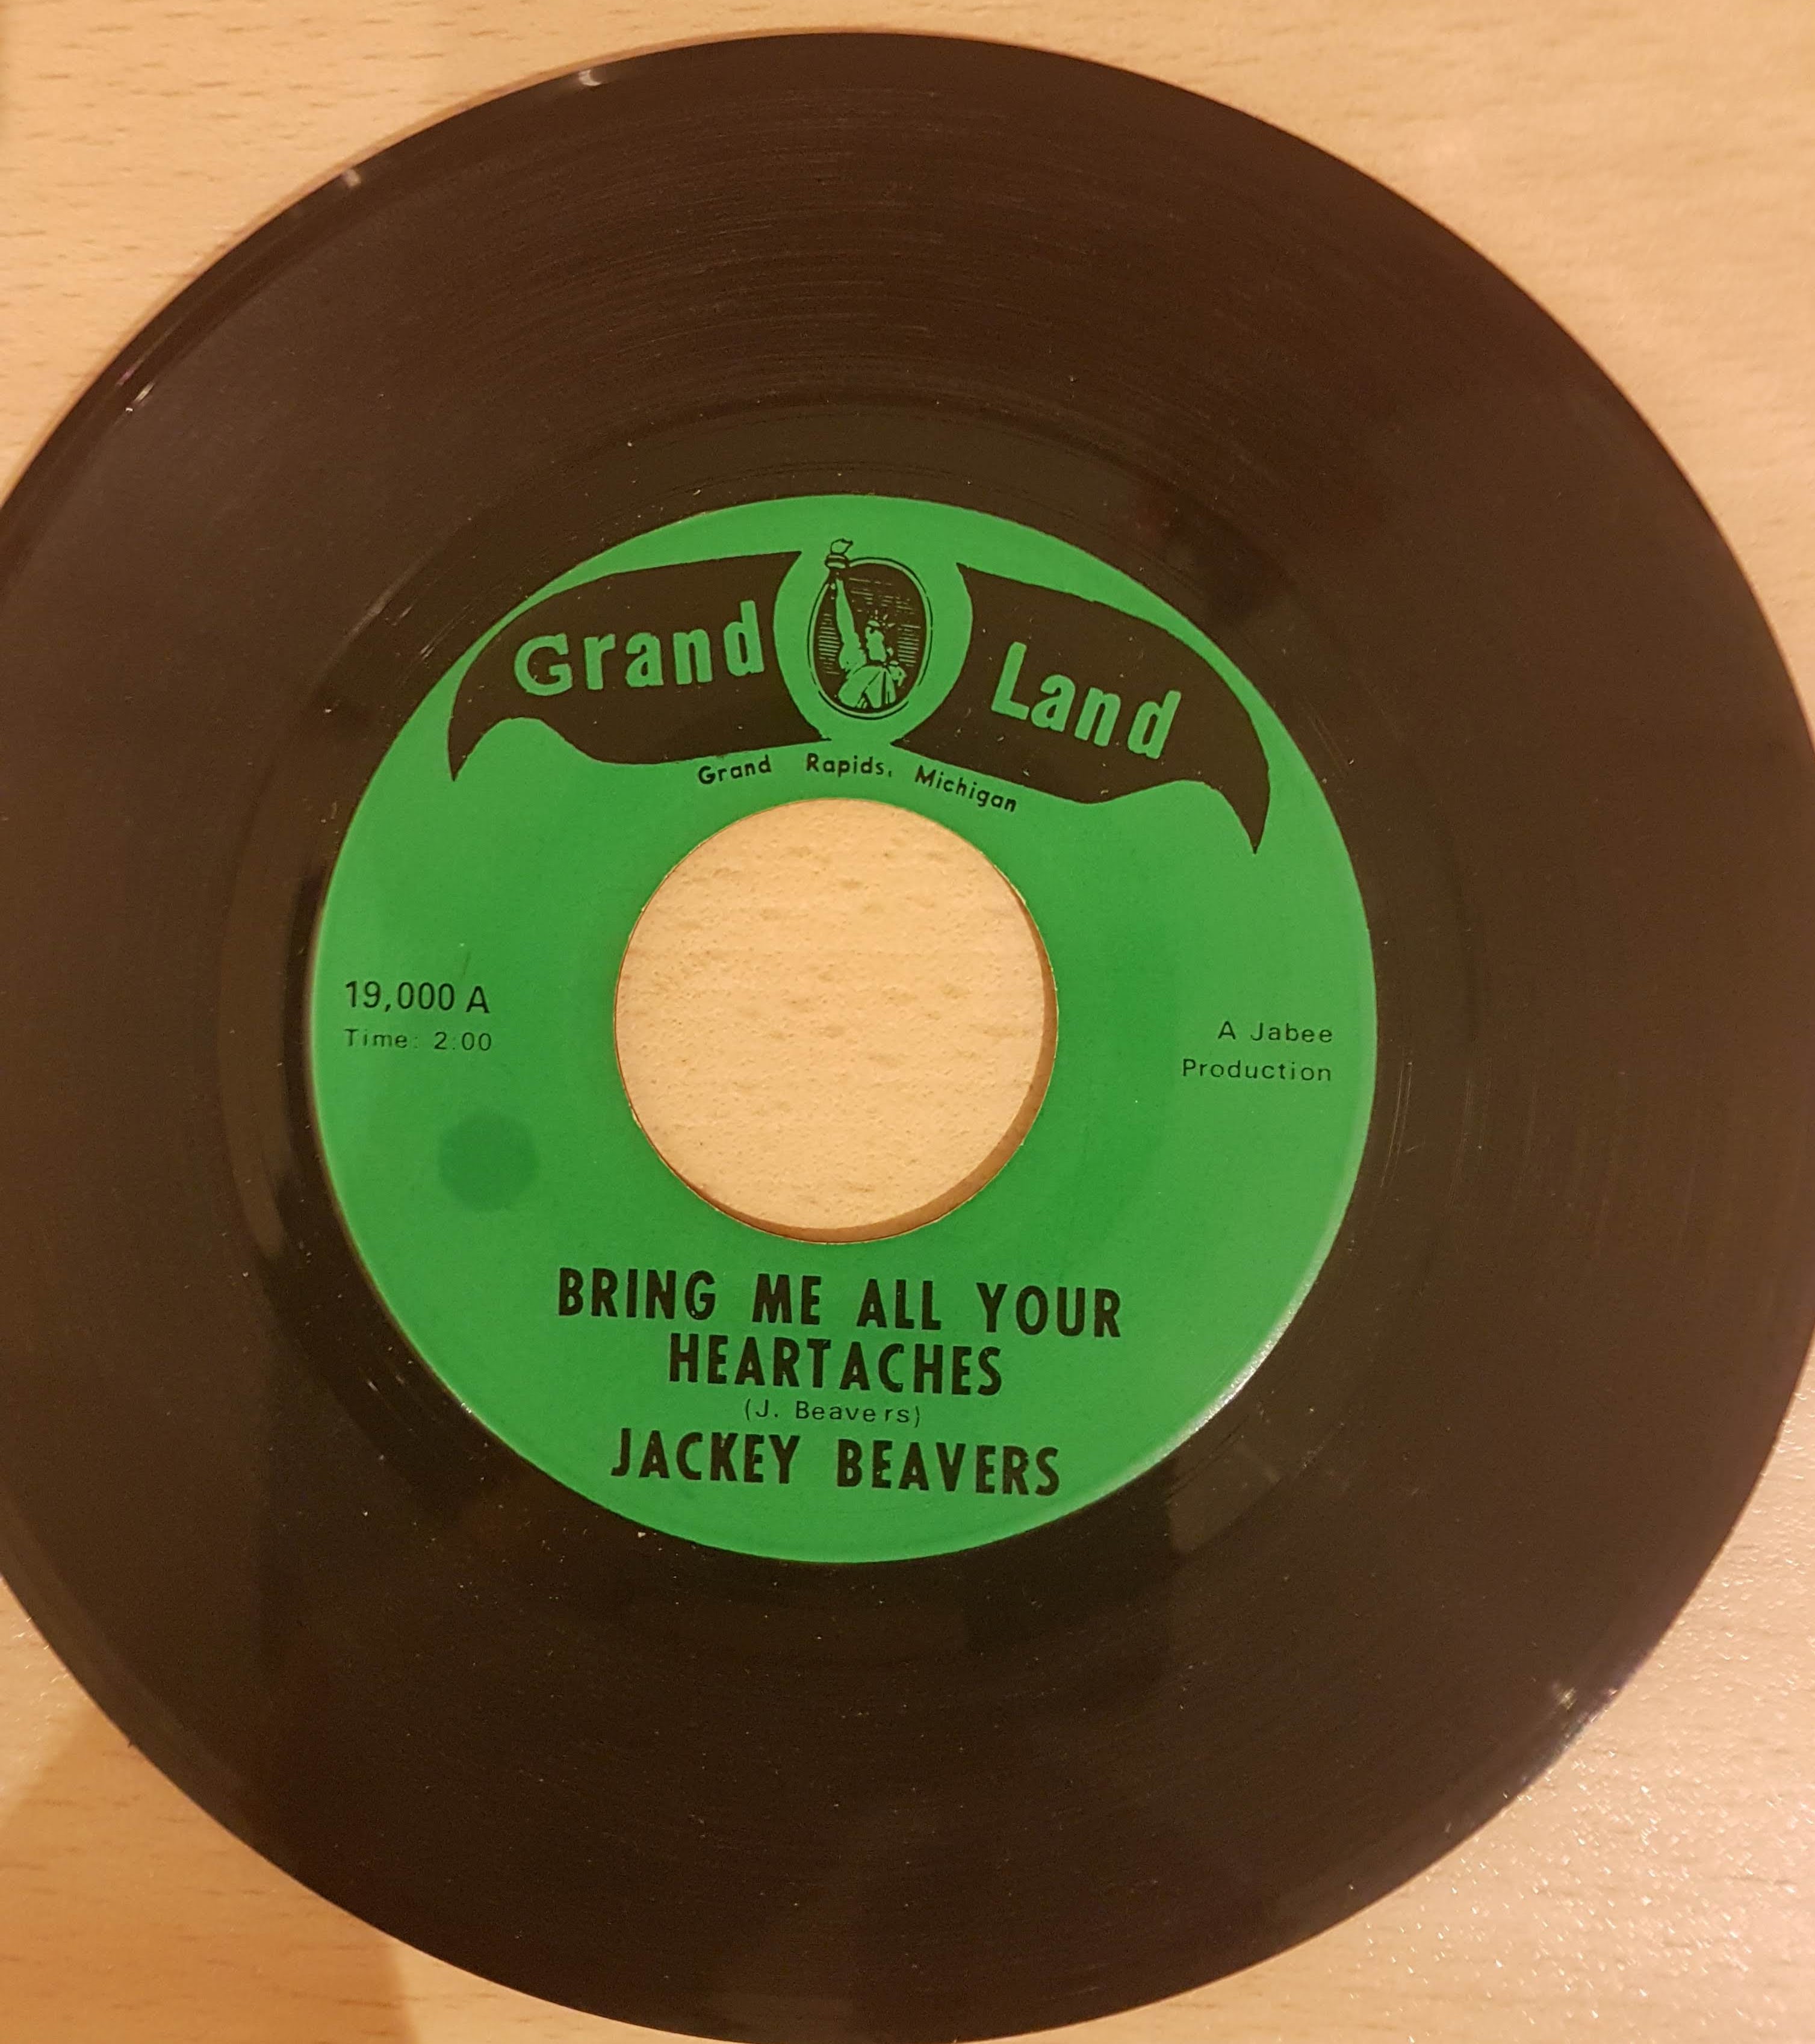 Grand Land
Grand Rapids, Michigan
19,000 A
Time: 2:00
A Jabee
Production
BRING ME ALL YOUR
HEARTACHES
(J. Beavers)
JACKEY BEAVERS